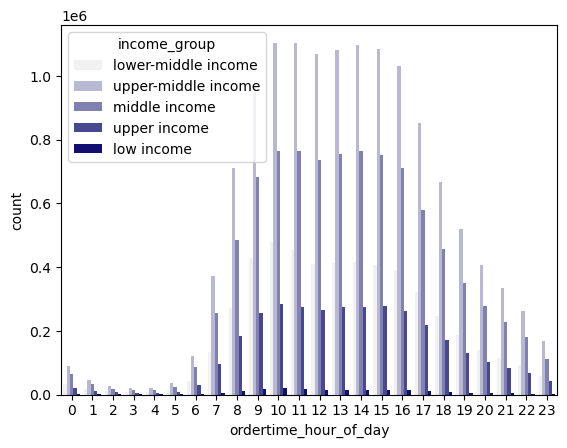 1e6
income_group
lower-middle income
upper-middle income
middle income
upper income
low income
1.0
0.8
0.6
0.4
0.2
0.0
count
0 1 2 3 4 5 6 7 8 9 10 11 12 13 14 15 16 17 18 19 20 21 22 23
ordertime_hour_of_day